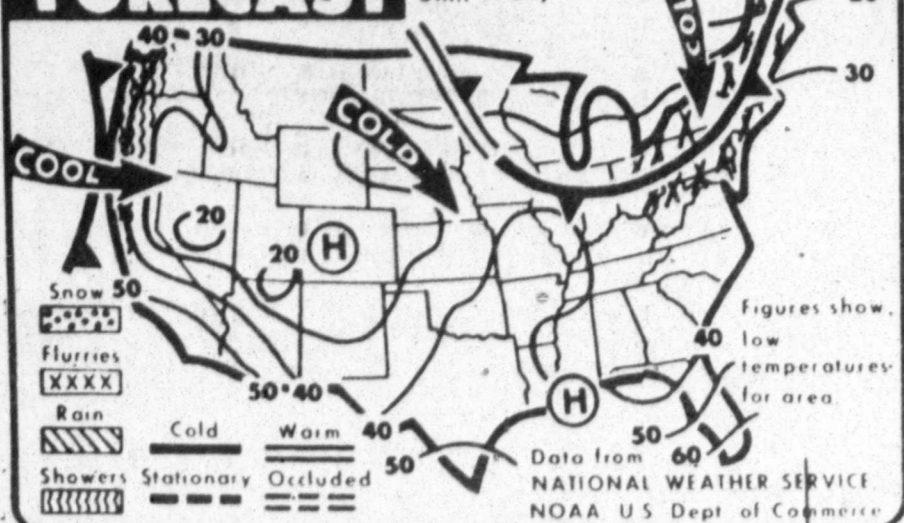 FORECAST
40 30
30
COLD
COLD
COOL
20
20
H
Snow
50
Flurries
XXXX
Rain
Showers
Cold
Warm
Stationary
Occluded
50 40
40
50
H
50
60
40
Figures show
low
temperatures
for area.
Data from
NATIONAL WEATHER SERVICE,
NOAA, U S Dept of Commerce